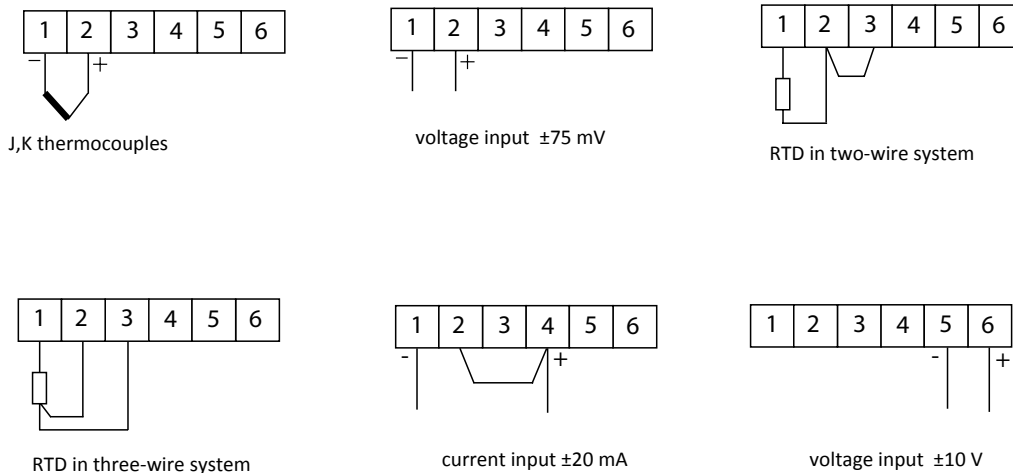 1 2 3 4 5 6
− +
J,K thermocouples
1 2 3 4 5 6
− +
voltage input ±75 mV
1 2 3 4 5 6
RTD in two-wire system
1 2 3 4 5 6
RTD in three-wire system
1 2 3 4 5 6
- +
current input ±20 mA
1 2 3 4 5 6
- +
voltage input ±10 V